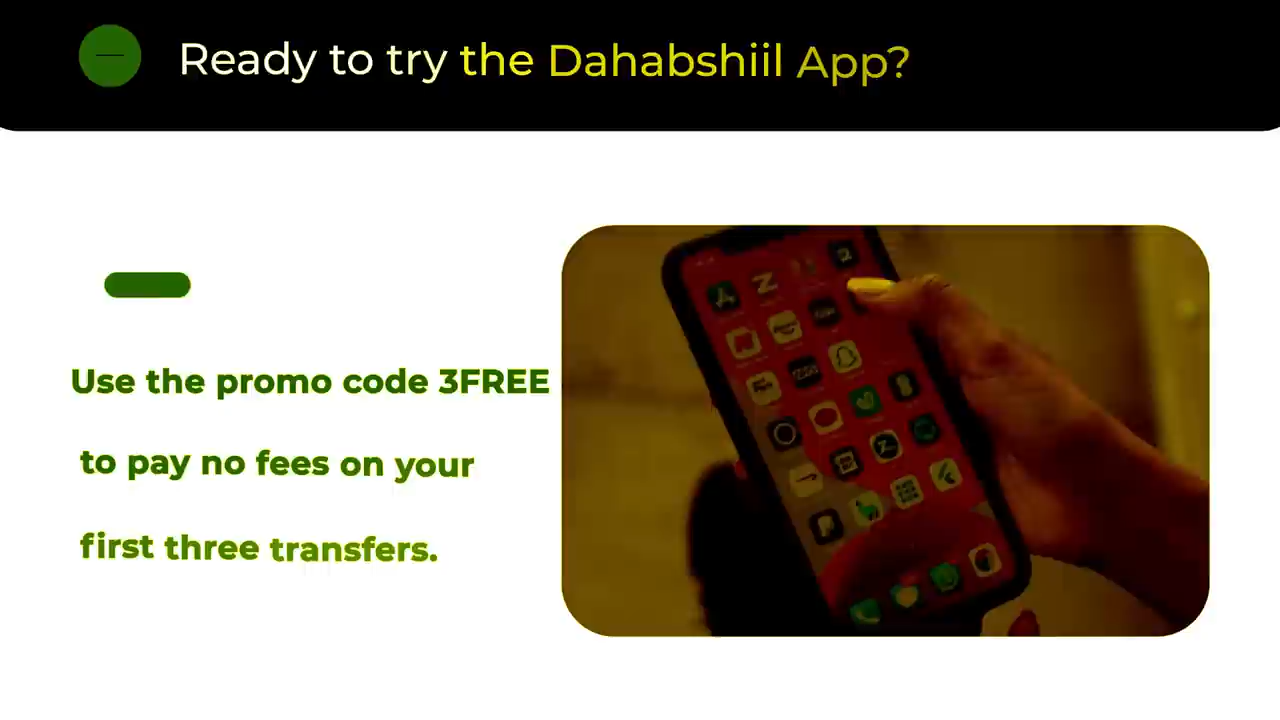 Ready to try the Dahabshiil App?
Use the promo code 3FREE
to pay no fees on your
first three transfers.